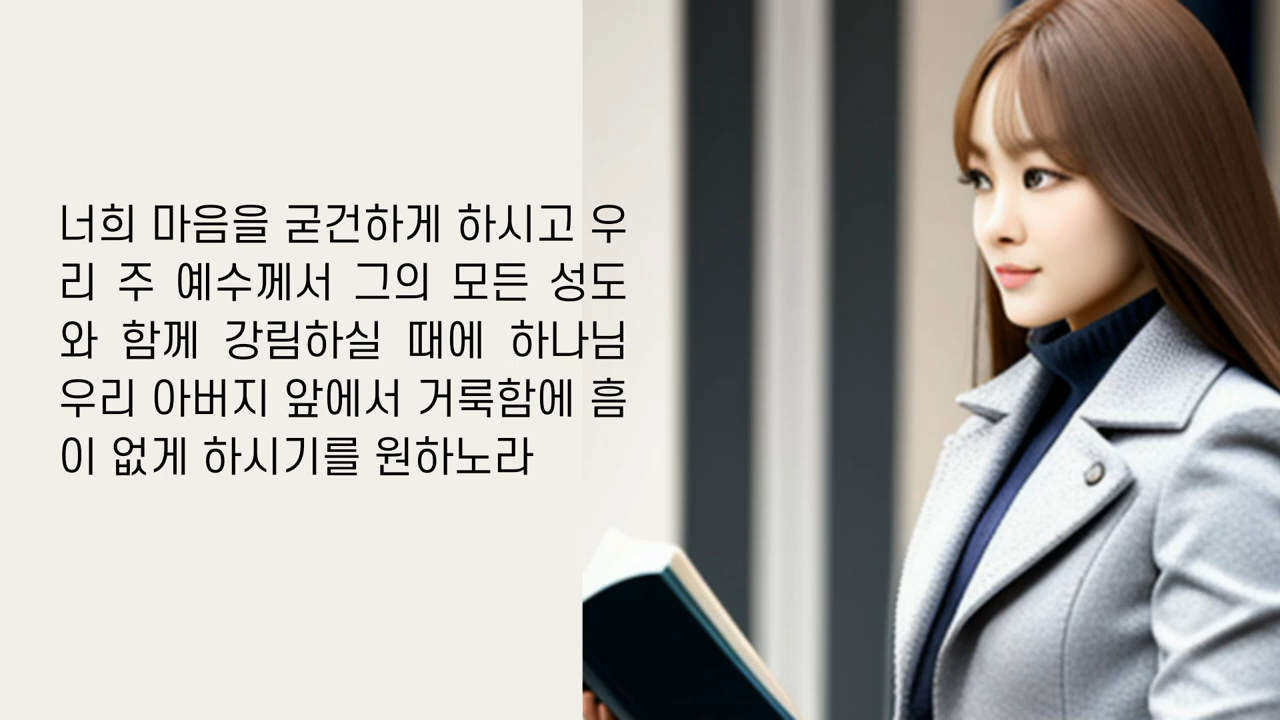 너희 마음을 굳건하게 하시고 우
리 주 예수께서 그의 모든 성도
와 함께 강림하실 때에 하나님
우리 아버지 앞에서 거룩함에 흠
이 없게 하시기를 원하노라